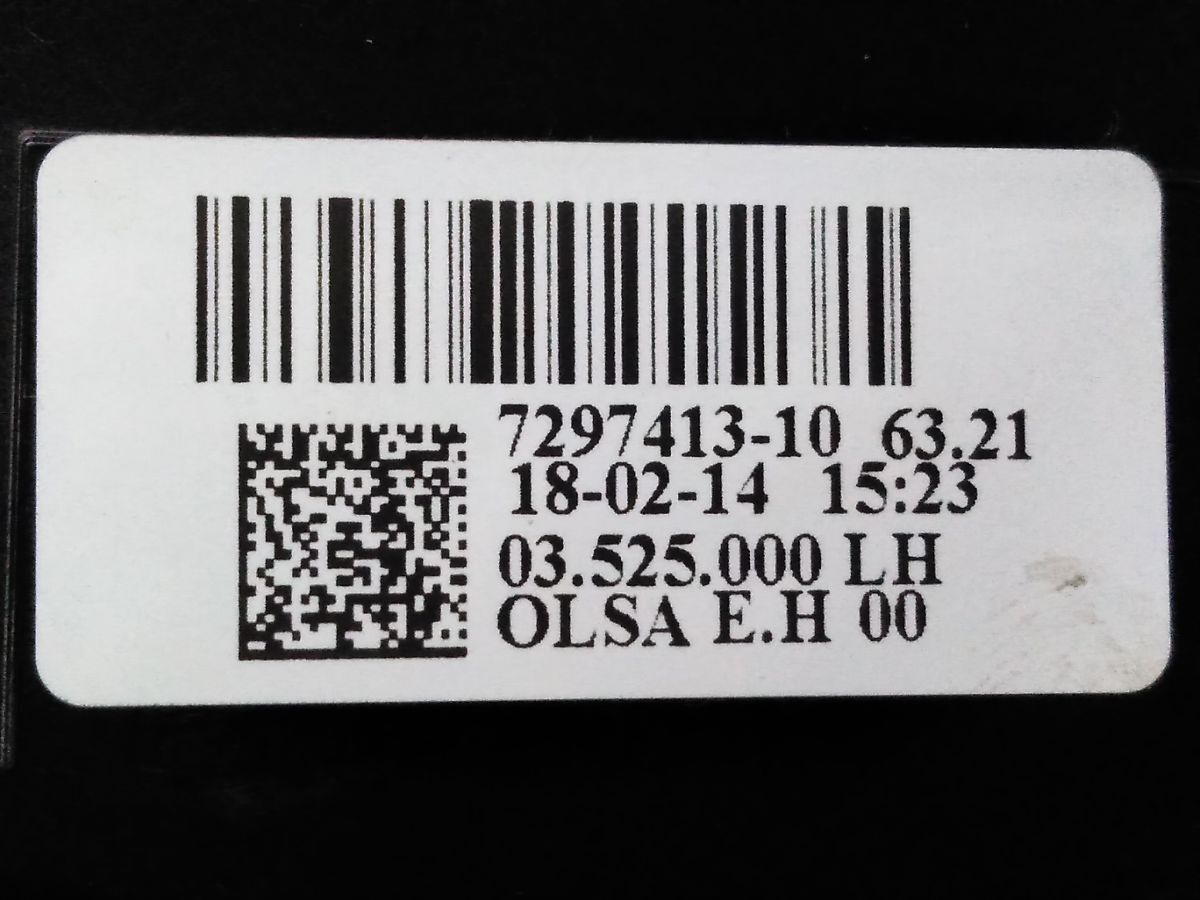 7297413-10 63.21
18-02-14 15:23
03.525.000 LH
OLSA E.H 00